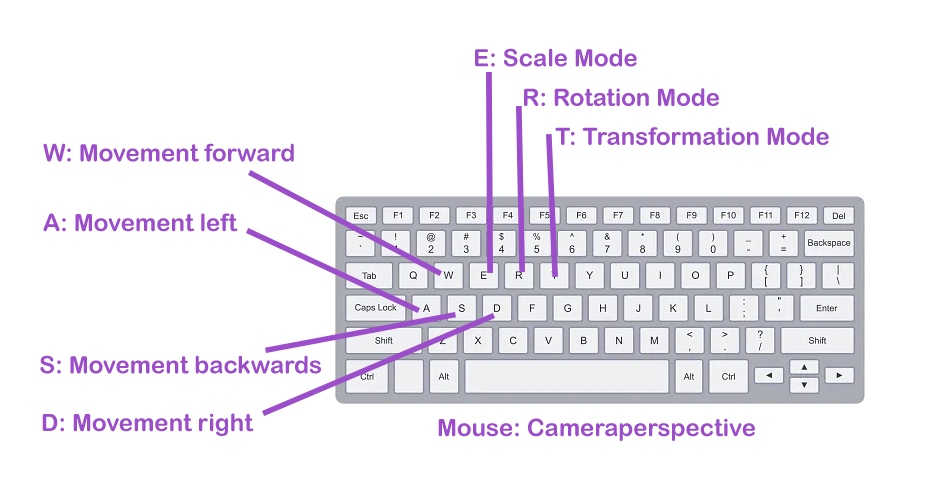 E: Scale Mode
R: Rotation Mode
T: Transformation Mode
W: Movement forward
A: Movement left
S: Movement backwards
D: Movement right
Mouse: Cameraperspective
Esc F1 F2 F3 F4 F5 F6 F7 F8 F9 F10 F11 F12 Del
~ ! @ # $ % ^ & * ( ) _ +
` 2 3 4 5 6 7 8 9 0 - = Backspace
Tab Q W E R Y U I O P { } |
[ ] \
Caps Lock A S D F G H J K L : " Enter
; '
Shift Z X C V B N M < > ? Shift
, . /
Ctrl Alt Alt Ctrl ◄ ▲ ▼ ►